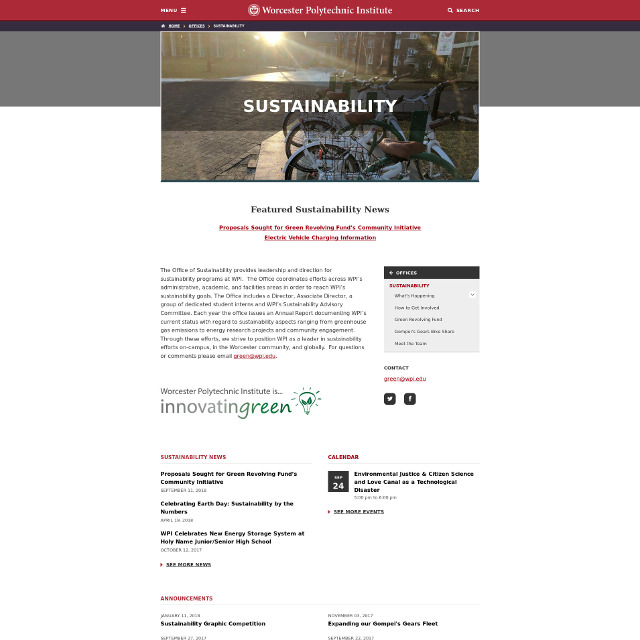 MENU
Worcester Polytechnic Institute
SEARCH
HOME > OFFICES > SUSTAINABILITY
SUSTAINABILITY
Featured Sustainability News
Proposals Sought for Green Revolving Fund's Community Initiative
Electric Vehicle Charging Information
The Office of Sustainability provides leadership and direction for
sustainability programs at WPI. The Office coordinates efforts across WPI's
administrative, academic, and facilities areas in order to reach WPI's
sustainability goals. The Office includes a Director, Associate Director, a
group of dedicated student interns and WPI's Sustainability Advisory
Committee. Each year the office issues an Annual Report documenting WPI's
current status with regard to sustainability aspects ranging from greenhouse
gas emissions to energy research projects and community engagement.
Through these efforts, we strive to position WPI as a leader in sustainability
efforts on-campus, in the Worcester community, and globally. For questions
or comments please email green@wpi.edu.
OFFICES
SUSTAINABILITY
What's Happening
How to Get Involved
Green Revolving Fund
Gompei's Gears Bike Share
Meet the Team
CONTACT
green@wpi.edu
Worcester Polytechnic Institute is...
innovatingreen
SUSTAINABILITY NEWS
Proposals Sought for Green Revolving Fund's
Community Initiative
SEPTEMBER 11, 2018
Celebrating Earth Day: Sustainability by the
Numbers
APRIL 19, 2018
WPI Celebrates New Energy Storage System at
Holy Name Junior/Senior High School
OCTOBER 12, 2017
SEE MORE NEWS
CALENDAR
SEP
24
Environmental Justice & Citizen Science
and Love Canal as a Technological
Disaster
5:00 pm to 6:00 pm
SEE MORE EVENTS
ANNOUNCEMENTS
JANUARY 11, 2018
Sustainability Graphic Competition
NOVEMBER 03, 2017
Expanding our Gompei's Gears Fleet
SEPTEMBER 27, 2017
SEPTEMBER 22, 2017